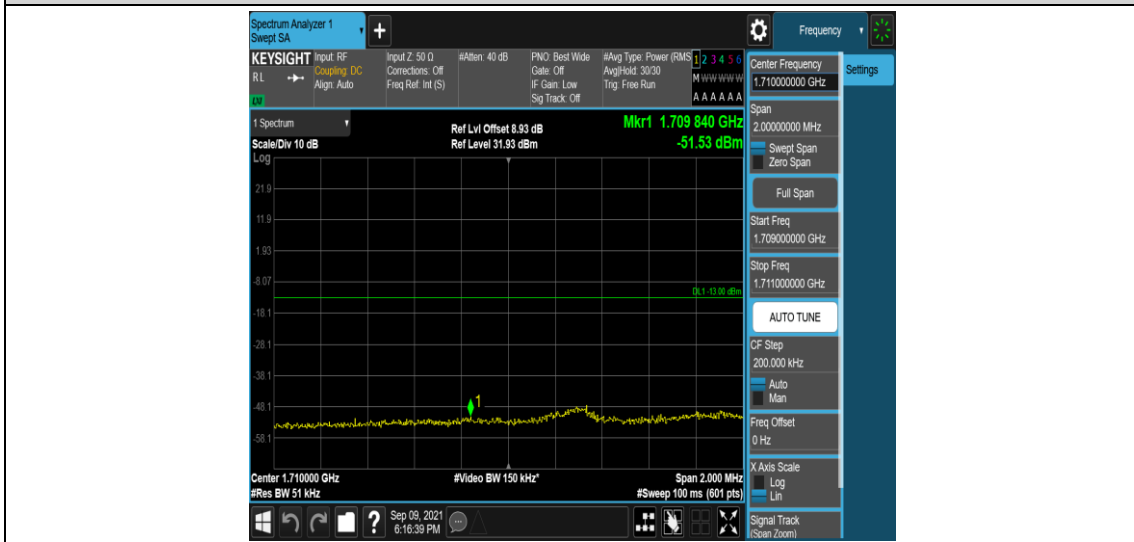 Spectrum Analyzer 1
Swept SA
+
Frequency
KEYSIGHT
RL
LXI
Input: RF
Coupling: DC
Align: Auto
Input Z: 50 Ω
Corrections: Off
Freq Ref: Int (S)
#Atten: 40 dB
PNO: Best Wide
Gate: Off
IF Gain: Low
Sig Track: Off
#Avg Type: Power (RMS
Avg|Hold: 30/30
Trig: Free Run
1 2 3 4 5 6
M W W W W W
A A A A A A
1 Spectrum
Scale/Div 10 dB
Log
Ref Lvl Offset 8.93 dB
Ref Level 31.93 dBm
Mkr1 1.709 840 GHz
-51.53 dBm
21.9
11.9
1.93
-8.07
DL1 -13.00 dBm
-18.1
-28.1
-38.1
-48.1
1
-58.1
Center 1.710000 GHz
#Video BW 150 kHz*
Span 2.000 MHz
#Res BW 51 kHz
#Sweep 100 ms (601 pts)
Center Frequency
1.710000000 GHz
Settings
Span
2.00000000 MHz
Swept Span
Zero Span
Full Span
Start Freq
1.709000000 GHz
Stop Freq
1.711000000 GHz
AUTO TUNE
CF Step
200.000 kHz
Auto
Man
Freq Offset
0 Hz
X Axis Scale
Log
Lin
Signal Track
(Span Zoom)
?
Sep 09, 2021
6:16:39 PM